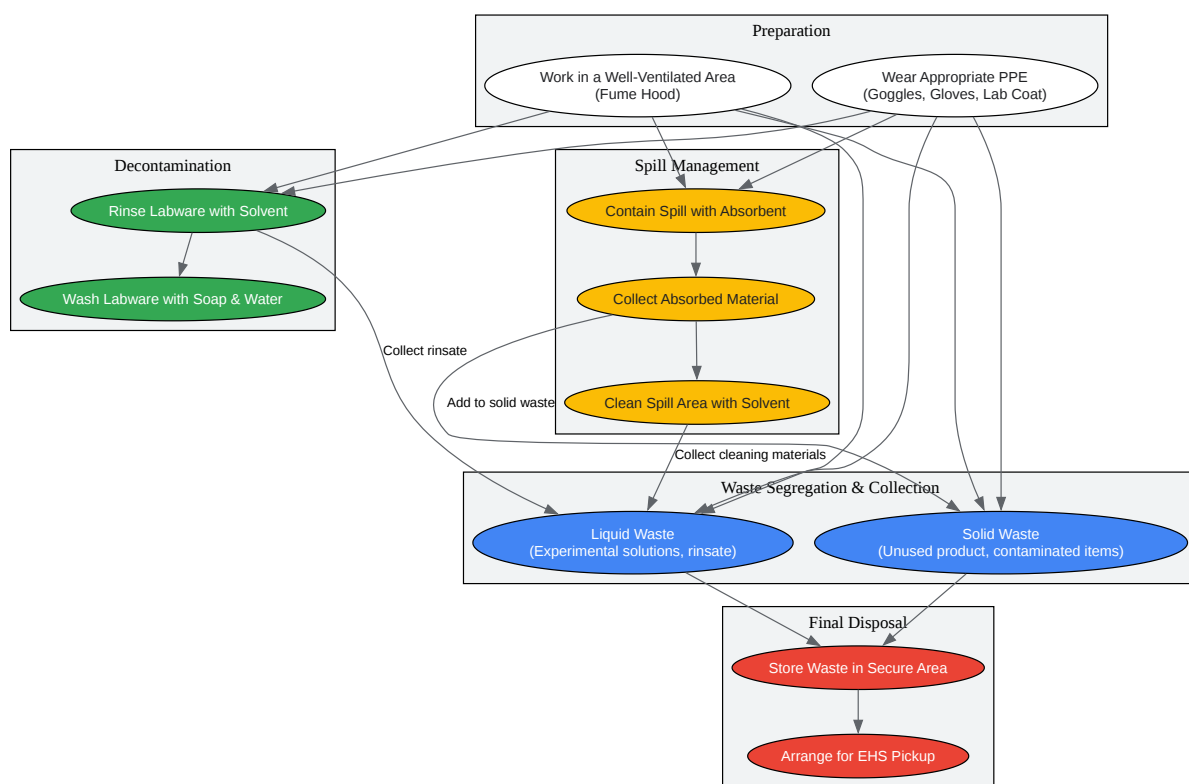 Preparation
Work in a Well-Ventilated Area
(Fume Hood)
Wear Appropriate PPE
(Goggles, Gloves, Lab Coat)
Decontamination
Rinse Labware with Solvent
Wash Labware with Soap & Water
Spill Management
Contain Spill with Absorbent
Collect Absorbed Material
Clean Spill Area with Solvent
Collect rinsate
Add to solid waste
Collect cleaning materials
Waste Segregation & Collection
Liquid Waste
(Experimental solutions, rinsate)
Solid Waste
(Unused product, contaminated items)
Final Disposal
Store Waste in Secure Area
Arrange for EHS Pickup